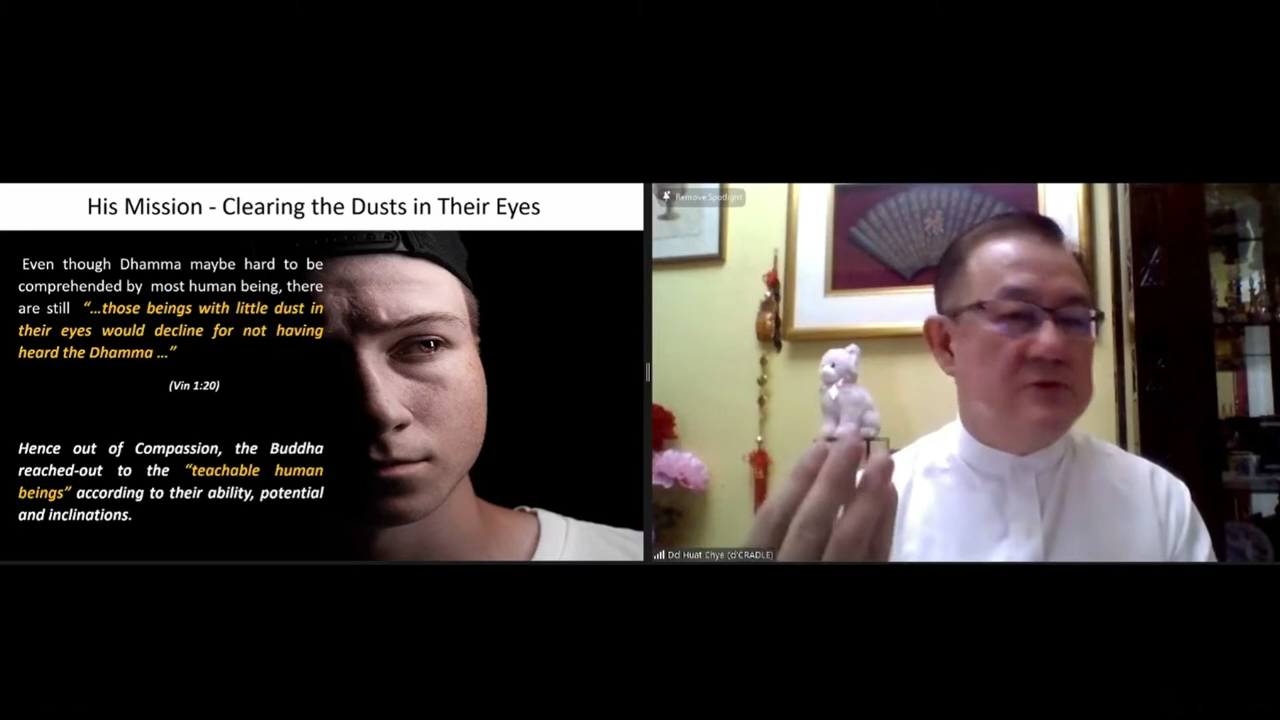 His Mission - Clearing the Dusts in Their Eyes
Even though Dhamma maybe hard to be
comprehended by most human being, there
are still “...those beings with little dust in
their eyes would decline for not having
heard the Dhamma ...”
(Vin 1:20)
Hence out of Compassion, the Buddha
reached-out to the “teachable human
beings” according to their ability, potential
and inclinations.
Remove Spotlight
Dd Huat Chye (d'CRADLE)